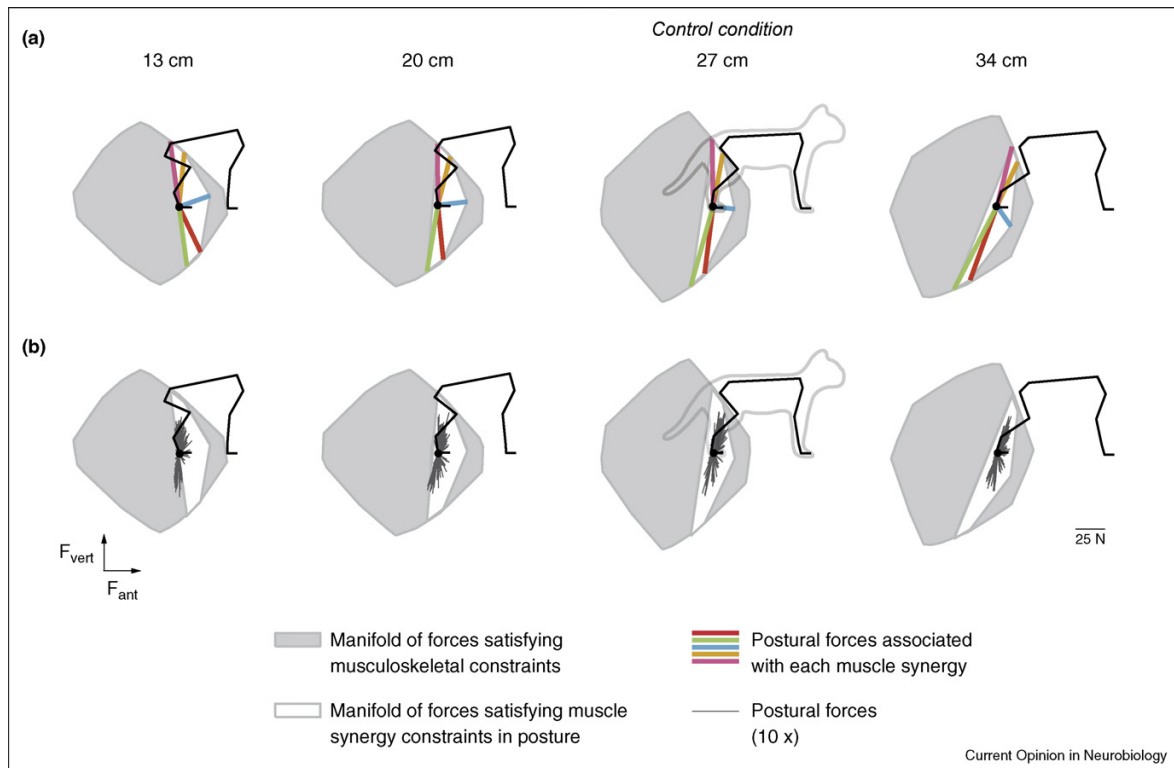 Control condition
(a)
13 cm
20 cm
27 cm
34 cm
(b)
F vert
F ant
25 N
Manifold of forces satisfying
musculoskeletal constraints
Postural forces associated
with each muscle synergy
Manifold of forces satisfying muscle
synergy constraints in posture
Postural forces
(10 x)
Current Opinion in Neurobiology